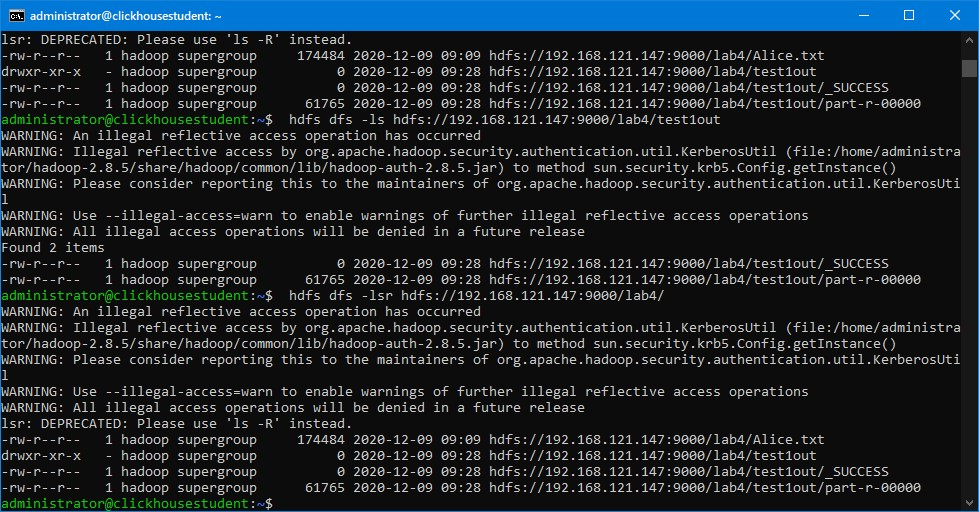 administrator@clickhousestudent: ~
lsr: DEPRECATED: Please use 'ls -R' instead.
-rw-r--r--   1 hadoop supergroup     174484 2020-12-09 09:09 hdfs://192.168.121.147:9000/lab4/Alice.txt
drwxr-xr-x   - hadoop supergroup          0 2020-12-09 09:28 hdfs://192.168.121.147:9000/lab4/test1out
-rw-r--r--   1 hadoop supergroup          0 2020-12-09 09:28 hdfs://192.168.121.147:9000/lab4/test1out/_SUCCESS
-rw-r--r--   1 hadoop supergroup      61765 2020-12-09 09:28 hdfs://192.168.121.147:9000/lab4/test1out/part-r-00000
administrator@clickhousestudent:~$  hdfs dfs -ls hdfs://192.168.121.147:9000/lab4/test1out
WARNING: An illegal reflective access operation has occurred
WARNING: Illegal reflective access by org.apache.hadoop.security.authentication.util.KerberosUtil (file:/home/administra
tor/hadoop-2.8.5/share/hadoop/common/lib/hadoop-auth-2.8.5.jar) to method sun.security.krb5.Config.getInstance()
WARNING: Please consider reporting this to the maintainers of org.apache.hadoop.security.authentication.util.KerberosUti
l
WARNING: Use --illegal-access=warn to enable warnings of further illegal reflective access operations
WARNING: All illegal access operations will be denied in a future release
Found 2 items
-rw-r--r--   1 hadoop supergroup          0 2020-12-09 09:28 hdfs://192.168.121.147:9000/lab4/test1out/_SUCCESS
-rw-r--r--   1 hadoop supergroup      61765 2020-12-09 09:28 hdfs://192.168.121.147:9000/lab4/test1out/part-r-00000
administrator@clickhousestudent:~$  hdfs dfs -lsr hdfs://192.168.121.147:9000/lab4/
WARNING: An illegal reflective access operation has occurred
WARNING: Illegal reflective access by org.apache.hadoop.security.authentication.util.KerberosUtil (file:/home/administra
tor/hadoop-2.8.5/share/hadoop/common/lib/hadoop-auth-2.8.5.jar) to method sun.security.krb5.Config.getInstance()
WARNING: Please consider reporting this to the maintainers of org.apache.hadoop.security.authentication.util.KerberosUti
l
WARNING: Use --illegal-access=warn to enable warnings of further illegal reflective access operations
WARNING: All illegal access operations will be denied in a future release
lsr: DEPRECATED: Please use 'ls -R' instead.
-rw-r--r--   1 hadoop supergroup     174484 2020-12-09 09:09 hdfs://192.168.121.147:9000/lab4/Alice.txt
drwxr-xr-x   - hadoop supergroup          0 2020-12-09 09:28 hdfs://192.168.121.147:9000/lab4/test1out
-rw-r--r--   1 hadoop supergroup          0 2020-12-09 09:28 hdfs://192.168.121.147:9000/lab4/test1out/_SUCCESS
-rw-r--r--   1 hadoop supergroup      61765 2020-12-09 09:28 hdfs://192.168.121.147:9000/lab4/test1out/part-r-00000
administrator@clickhousestudent:~$